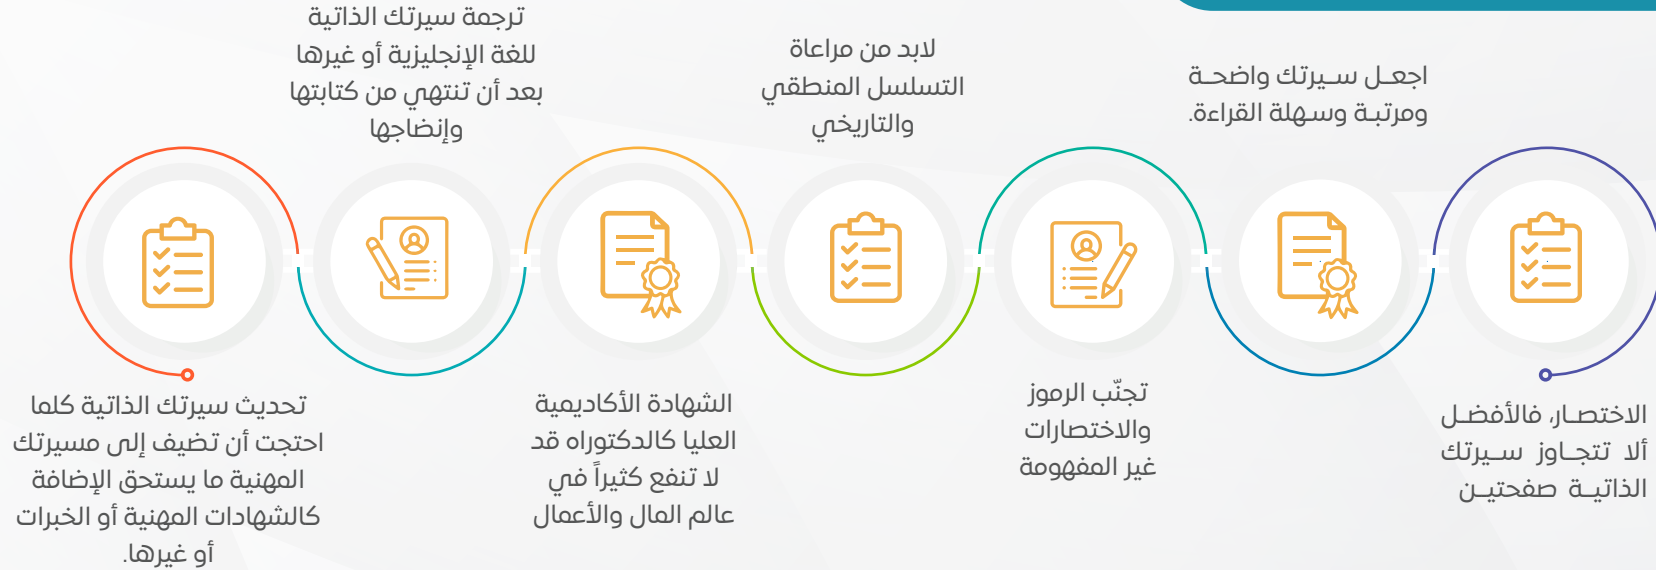 الاختصار، فالأفضل
ألا تتجاوز سيرتك
الذاتية صفحتين
اجعل سيرتك واضحة
ومرتبة وسهلة القراءة.
تجنّب الرموز
والاختصارات
غير المفهومة
لابد من مراعاة
التسلسل المنطقي
والتاريخي
الشهادة الأكاديمية
العليا كالدكتوراه قد
لا تنفع كثيراً في
عالم المال والأعمال
ترجمة سيرتك الذاتية
للغة الإنجليزية أو غيرها
بعد أن تنتهي من كتابتها
وإنضاجها
تحديث سيرتك الذاتية كلما
احتجت أن تضيف إلى مسيرتك
المهنية ما يستحق الإضافة
كالشهادات المهنية أو الخبرات
أو غيرها.